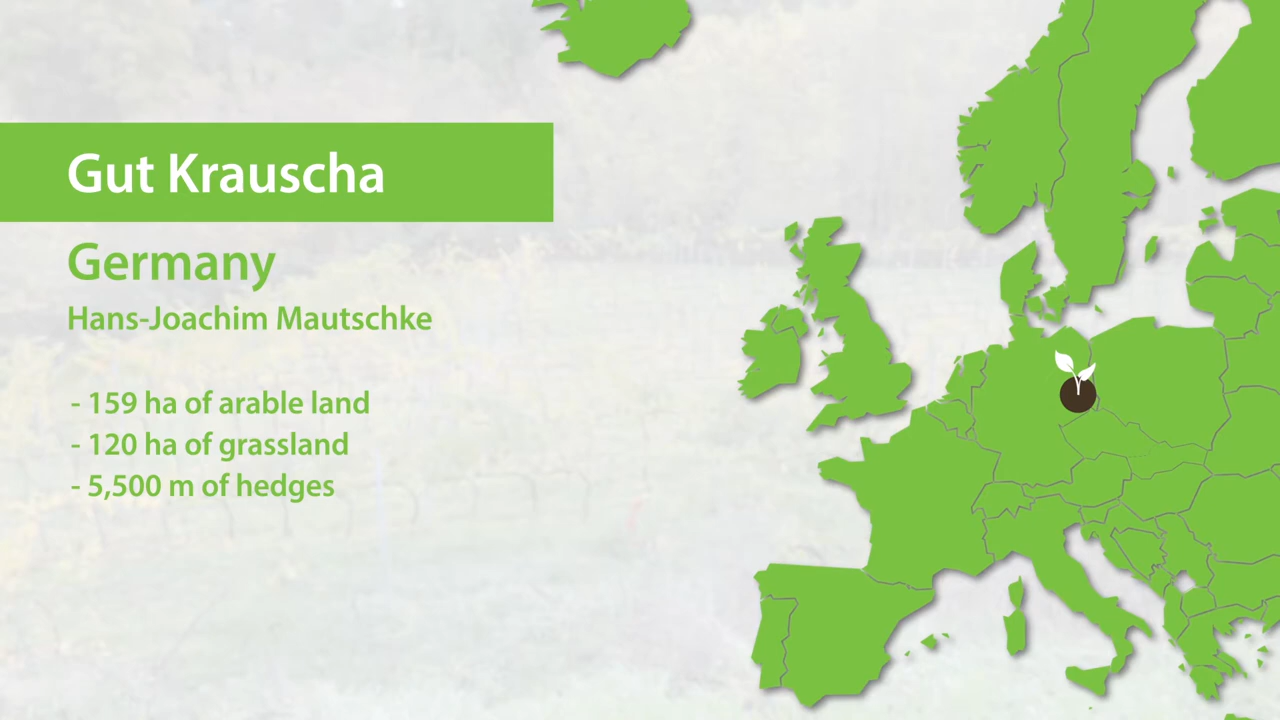 Gut Krauscha
Germany
Hans-Joachim Mautschke
- 159 ha of arable land
- 120 ha of grassland
- 5,500 m of hedges